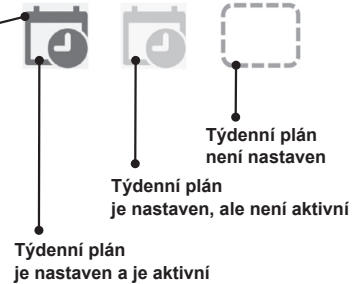 Týdenní plán
není nastaven
Týdenní plán
je nastaven, ale není aktivní
Týdenní plán
je nastaven a je aktivní